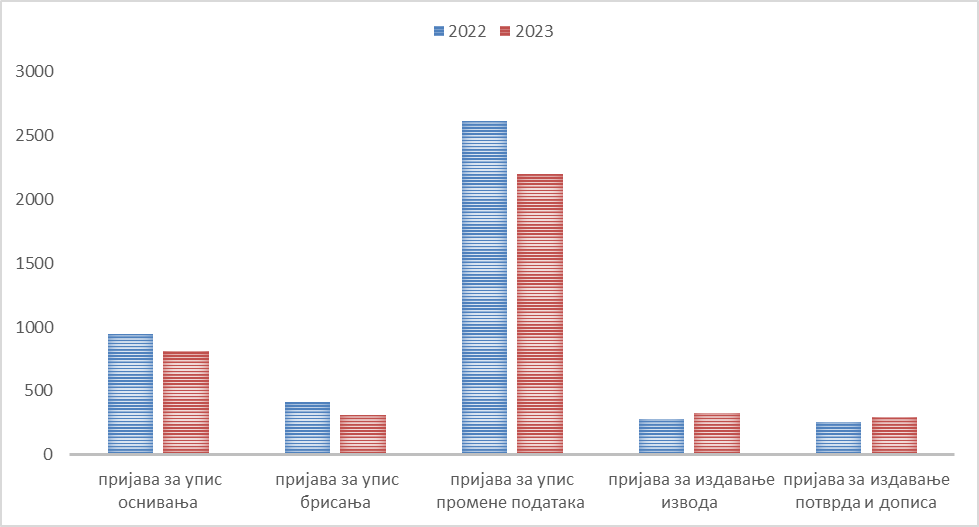 2022 2023
3000
2500
2000
1500
1000
500
0
пријава за упис
оснивања
пријава за упис
брисања
пријава за упис
промене података
пријава за издавање
извода
пријава за издавање
потврда и дописа